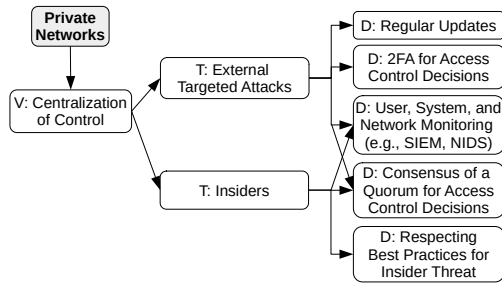 Private
Networks
V: Centralization
of Control
T: External
Targeted Attacks
T: Insiders
D: Regular Updates
D: 2FA for Access
Control Decisions
D: User, System, and
Network Monitoring
(e.g., SIEM, NIDS)
D: Consensus of a
Quorum for Access
Control Decisions
D: Respecting
Best Practices for
Insider Threat